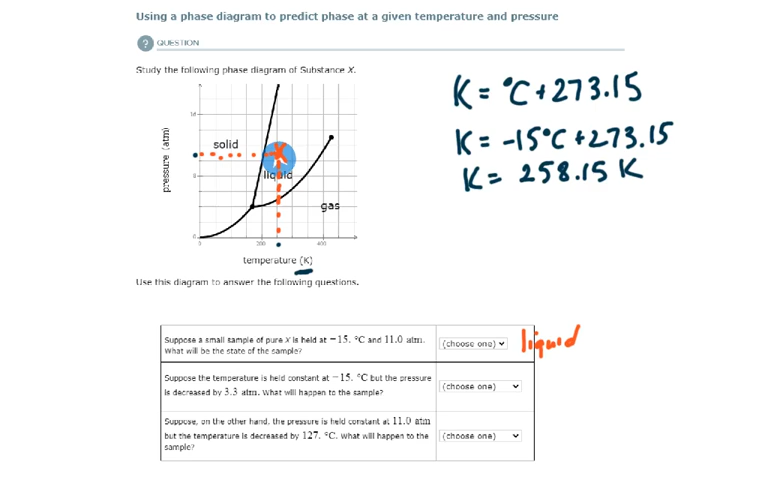 Using a phase diagram to predict phase at a given temperature and pressure
? QUESTION
Study the following phase diagram of Substance X.
K = °C + 273.15
K = -15°C + 273.15
K = 258.15 K
16
solid
liquid
8
gas
0
0 200 400
pressure (atm)
temperature (K)
Use this diagram to answer the following questions.
Suppose a small sample of pure X is held at −15. °C and 11.0 atm.
What will be the state of the sample?
(choose one)
liquid
Suppose the temperature is held constant at −15. °C but the pressure
is decreased by 3.3 atm. What will happen to the sample?
(choose one)
Suppose, on the other hand, the pressure is held constant at 11.0 atm
but the temperature is decreased by 127. °C. What will happen to the
sample?
(choose one)